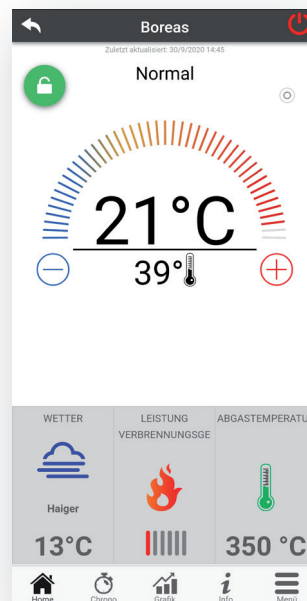 Boreas
Zuletzt aktualisiert: 30/9/2020 14:45
Normal
21°C
39°
WETTER
LEISTUNG
VERBRENNUNGSGE
ABGASTEMPERATU
Haiger
13°C
350 °C
Home
Chrono
Grafik
Info
Menü